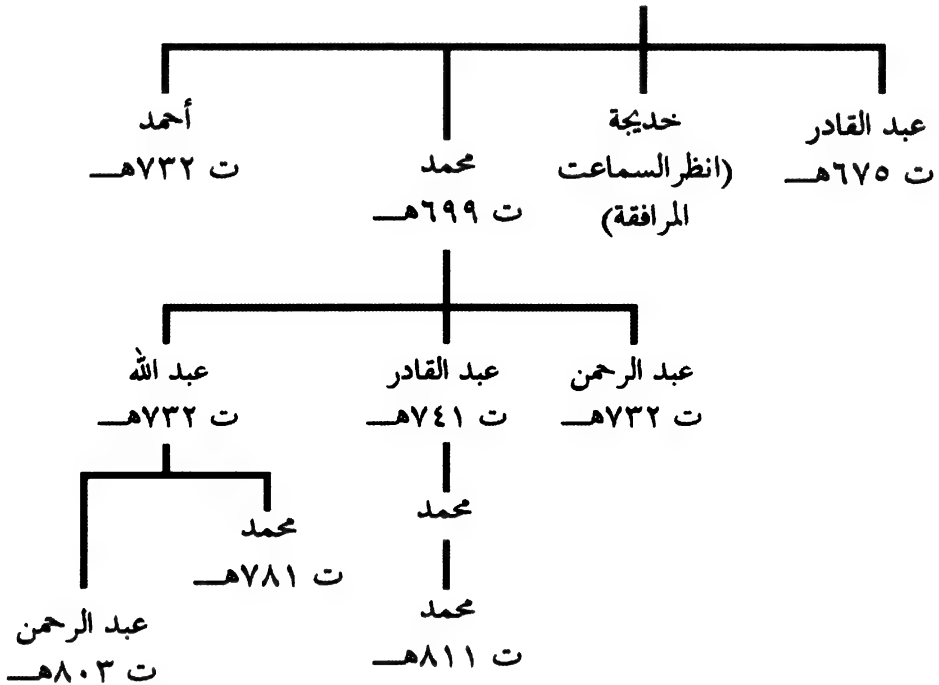 عبد القادر
ت ٦٧٥هـ
خديجة
(انظر السماعت
المرافقة)
محمد
ت ٦٩٩هـ
أحمد
ت ٧٣٢هـ
عبد الرحمن
ت ٧٣٢هـ
عبد القادر
ت ٧٤١هـ
عبد الله
ت ٧٣٢هـ
محمد
محمد
ت ٨١١هـ
محمد
ت ٧٨١هـ
عبد الرحمن
ت ٨٠٣هـ